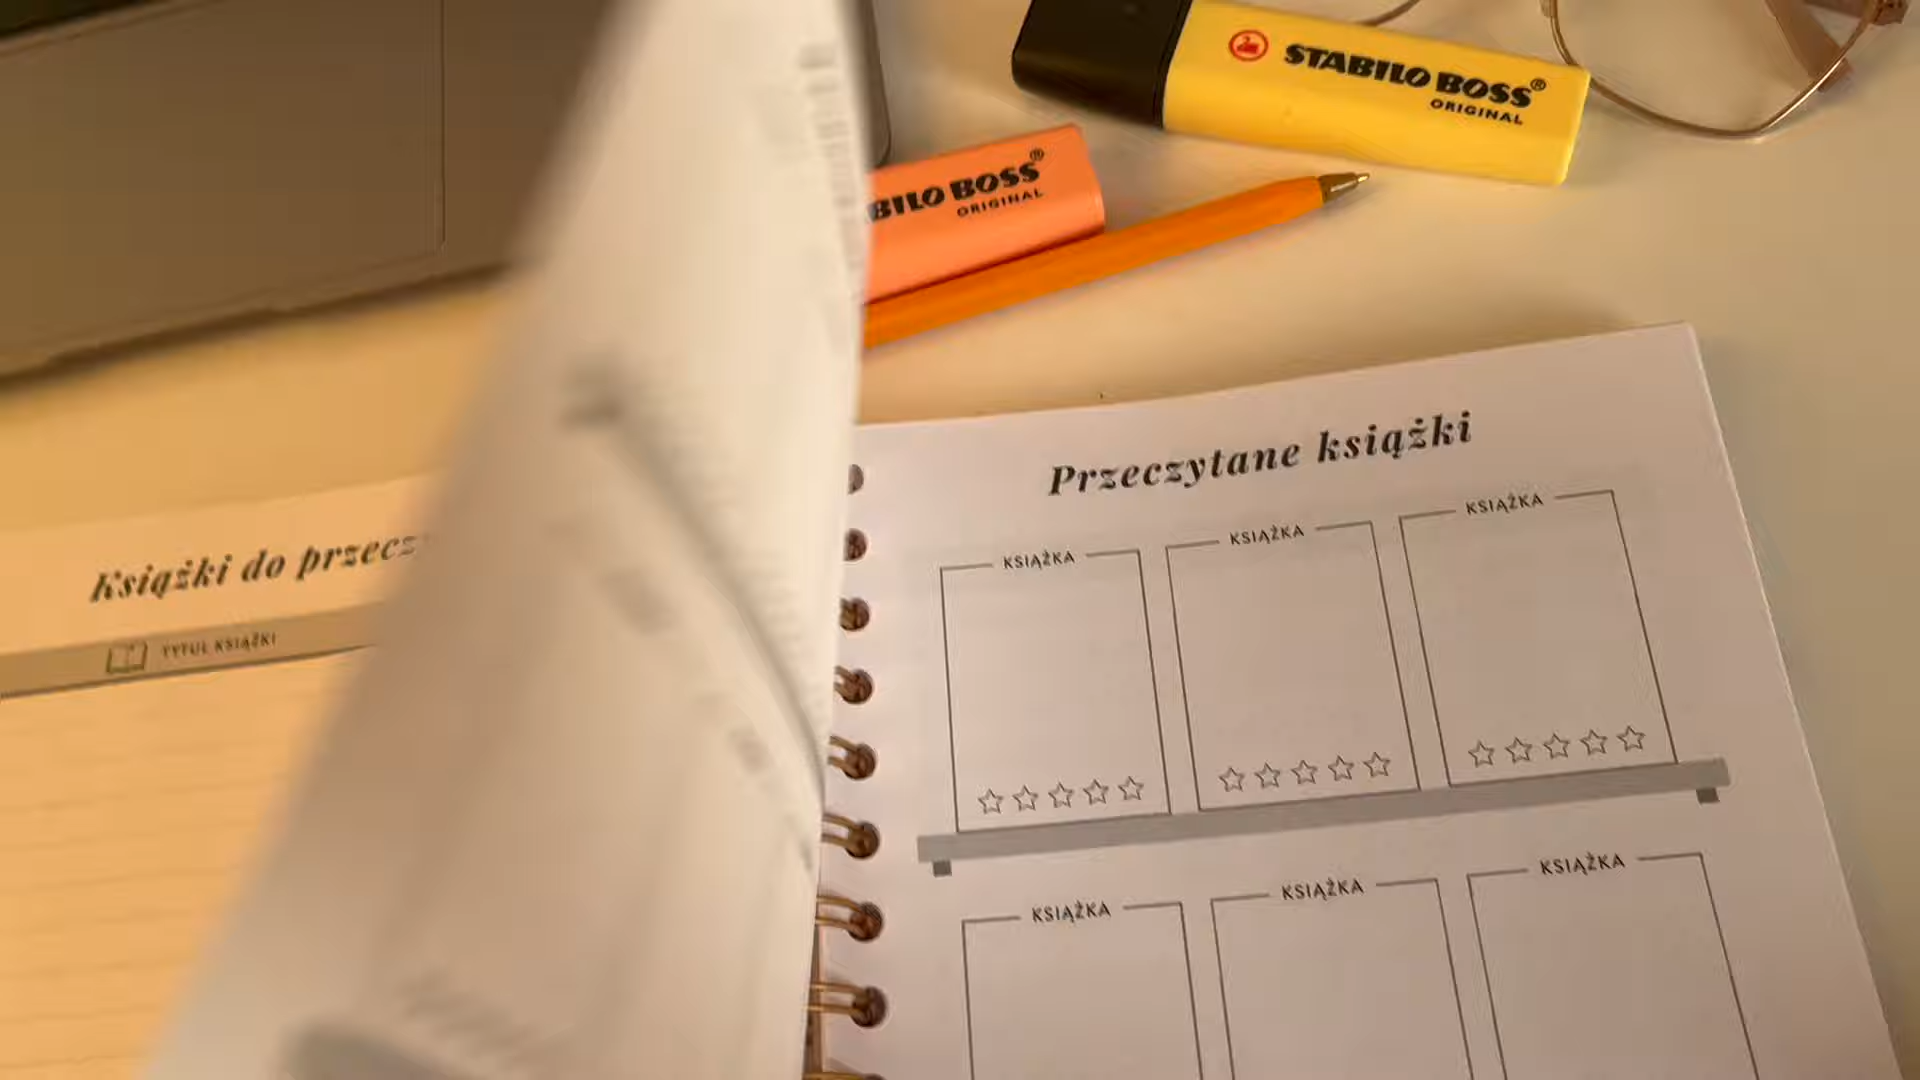 STABILO BOSS®
ORIGINAL
BILO BOSS®
ORIGINAL
Przeczytane książki
KSIĄŻKA KSIĄŻKA KSIĄŻKA
KSIĄŻKA KSIĄŻKA KSIĄŻKA
Książki do przecz
TYTUŁ KSIĄŻKI